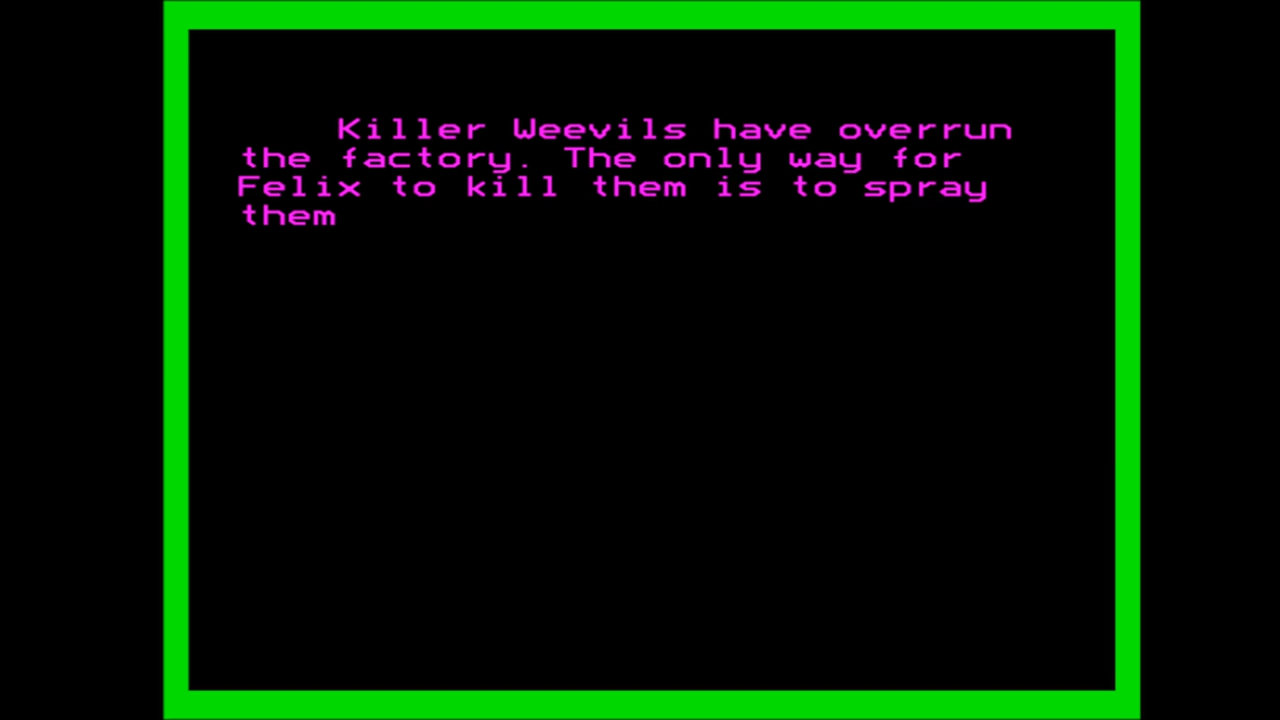 Killer Weevils have overrun
the factory. The only way for
Felix to kill them is to spray
them